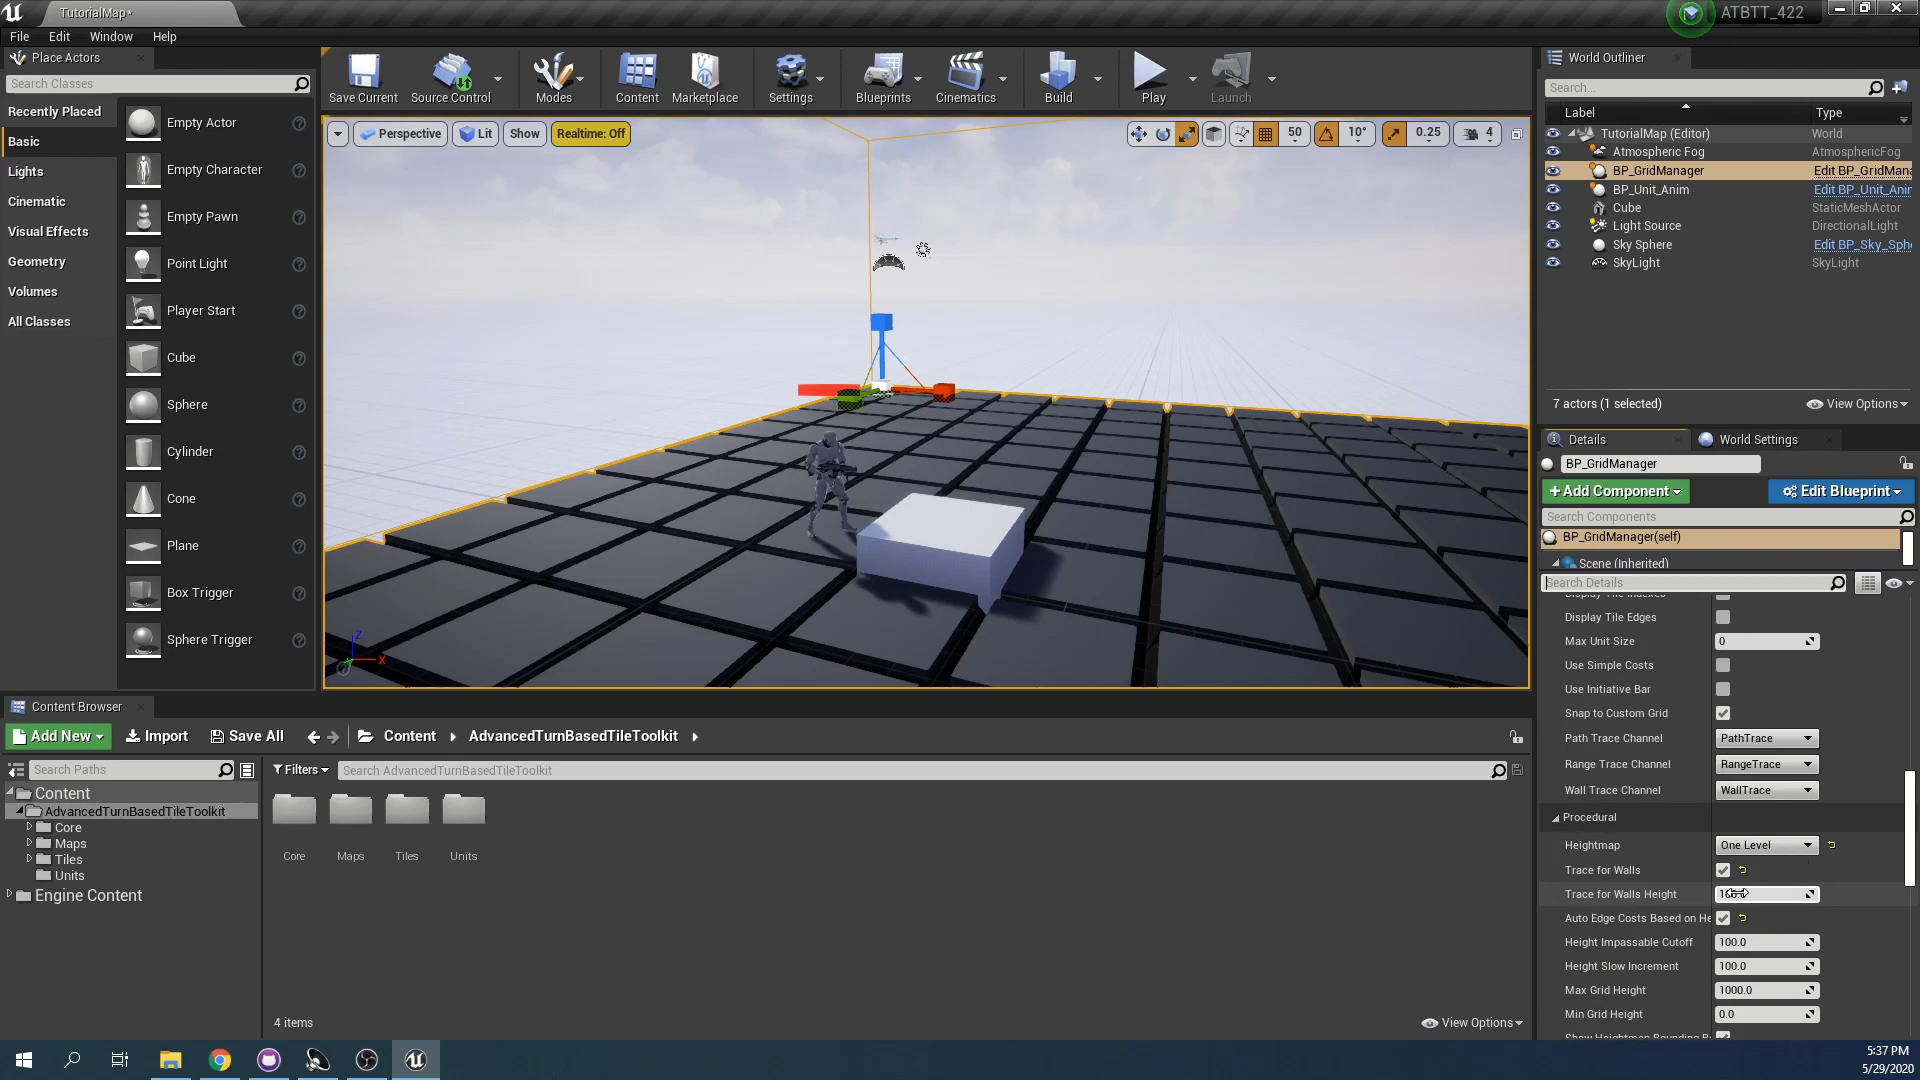 TutorialMap*
ATBTT_422
File Edit Window Help
Place Actors
Search Classes
Recently Placed
Basic
Lights
Cinematic
Visual Effects
Geometry
Volumes
All Classes
Empty Actor
Empty Character
Empty Pawn
Point Light
Player Start
Cube
Sphere
Cylinder
Cone
Plane
Box Trigger
Sphere Trigger
Save Current
Source Control
Modes
Content
Marketplace
Settings
Blueprints
Cinematics
Build
Play
Launch
Perspective
Lit
Show
Realtime: Off
50
10°
0.25
4
Z
X
World Outliner
Search...
Label Type
TutorialMap (Editor) World
Atmospheric Fog AtmosphericFog
BP_GridManager Edit BP_GridMana
BP_Unit_Anim Edit BP_Unit_Anir
Cube StaticMeshActor
Light Source DirectionalLight
Sky Sphere Edit BP_Sky_Sphe
SkyLight SkyLight
7 actors (1 selected)
View Options
Details
World Settings
BP_GridManager
+Add Component
Edit Blueprint
Search Components
BP_GridManager(self)
Scene (Inherited)
Search Details
Display Tile Indexes
Display Tile Edges
Max Unit Size 0
Use Simple Costs
Use Initiative Bar
Snap to Custom Grid
Path Trace Channel PathTrace
Range Trace Channel RangeTrace
Wall Trace Channel WallTrace
Procedural
Heightmap One Level
Trace for Walls
Trace for Walls Height
Auto Edge Costs Based on He
Height Impassable Cutoff 100.0
Height Slow Increment 100.0
Max Grid Height 1000.0
Min Grid Height 0.0
Show Heightmap Bounding B
Content Browser
Add New
Import
Save All
Content
AdvancedTurnBasedTileToolkit
Search Paths
Filters
Search AdvancedTurnBasedTileToolkit
Content
AdvancedTurnBasedTileToolkit
Core
Maps
Tiles
Units
Engine Content
Core
Maps
Tiles
Units
4 items
View Options
5:37 PM
5/29/2020